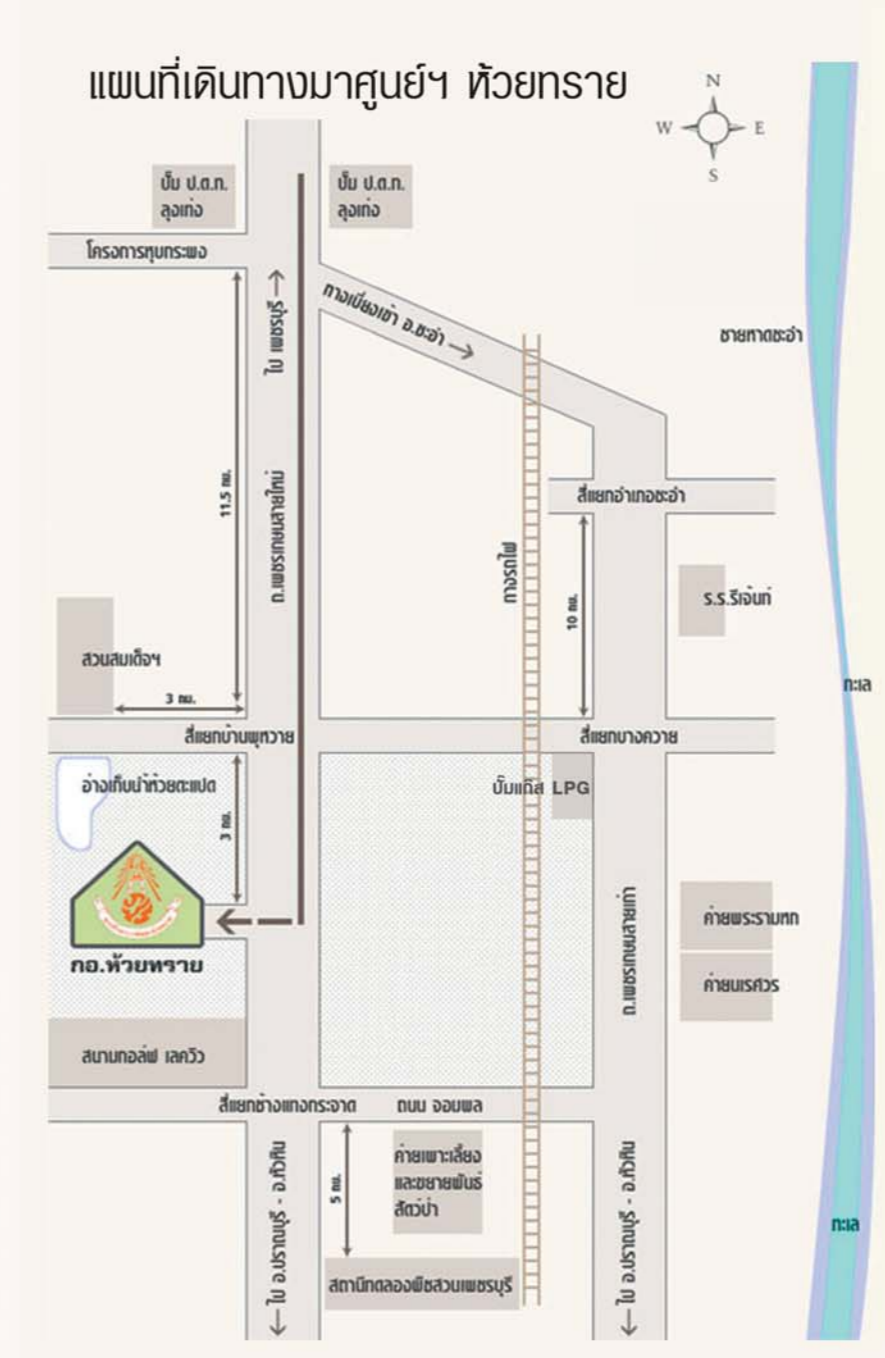 แผนที่เดินทางมาศูนย์ฯ ห้วยทราย
N
W
E
S
ปั๊ม ป.ต.ท.
ลุงเก่ง
ปั๊ม ป.ต.ท.
ลุงเก่ง
โครงการหุบกระพง
ทางเบี่ยงเข้า อ.ชะอำ
ไป เพชรบุรี
ชายหาดชะอำ
11.5 กม.
ถ.เพชรเกษมสายใหม่
สี่แยกอำเภอชะอำ
ทางรถไฟ
10 กม.
ร.ร.รีเจ้นท์
สวนสมเด็จฯ
3 กม.
ทะเล
สี่แยกบ้านพุหวาย
สี่แยกบางควาย
อ่างเก็บน้ำห้วยตะแปด
ปั๊มแก๊ส LPG
3 กม.
ถ.เพชรเกษมสายเก่า
ค่ายพระรามหก
กอ.ห้วยทราย
ค่ายนเรศวร
สนามกอล์ฟ เลควิว
สี่แยกช้างแทงกระจาด
ถนน จอมพล
ค่ายเพาะเลี้ยง
และขยายพันธุ์
สัตว์ป่า
5 กม.
ไป อ.ปราณบุรี - อ.หัวหิน
ไป อ.ปราณบุรี - อ.หัวหิน
ทะเล
สถานีทดลองพืชสวนเพชรบุรี